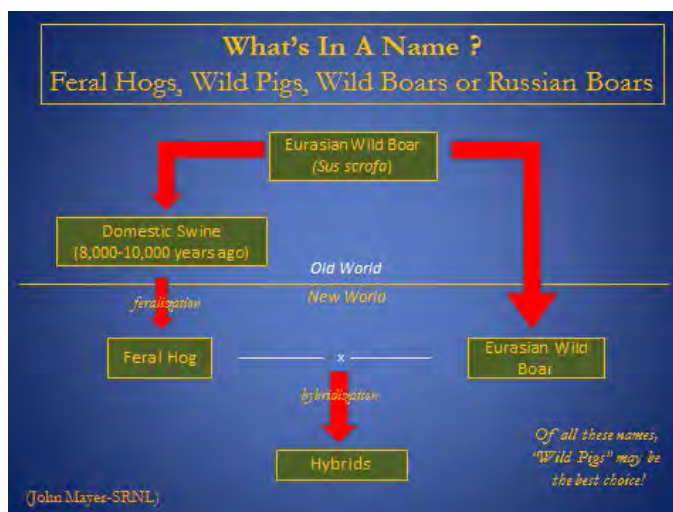 What's In A Name ?
Feral Hogs, Wild Pigs, Wild Boars or Russian Boars
Eurasian Wild Boar
(Sus scrofa)
Domestic Swine
(8,000-10,000 years ago)
Old World
New World
feralization
Feral Hog
x
Eurasian Wild
Boar
hybridization
Hybrids
Of all these names,
"Wild Pigs" may be
the best choice!
(John Mayer-SRNL)